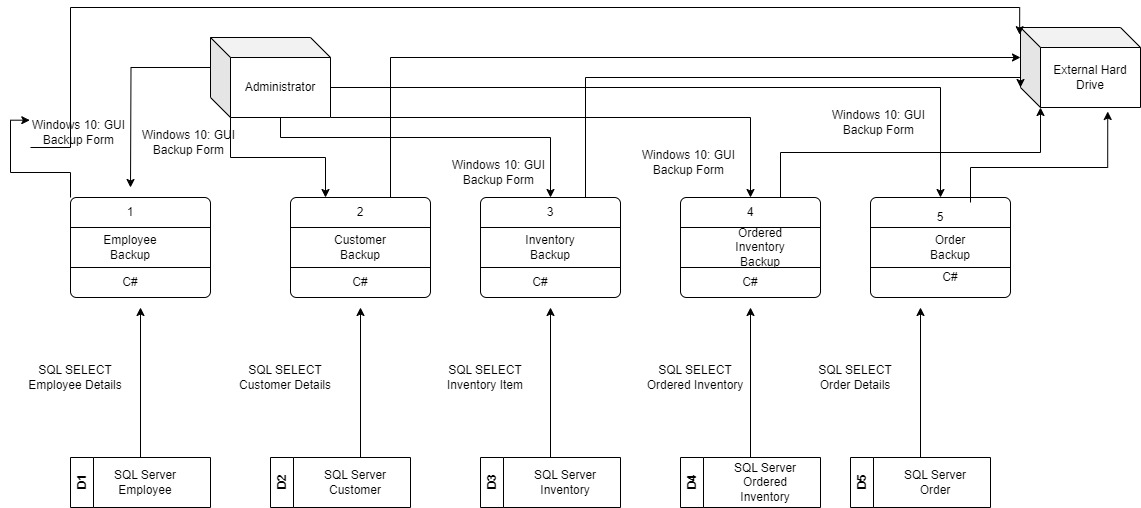 Administrator
External Hard
Drive
Windows 10: GUI
Backup Form
Windows 10: GUI
Backup Form
Windows 10: GUI
Backup Form
Windows 10: GUI
Backup Form
Windows 10: GUI
Backup Form
1
Employee
Backup
C#
2
Customer
Backup
C#
3
Inventory
Backup
C#
4
Ordered
Inventory
Backup
C#
5
Order
Backup
C#
SQL SELECT
Employee Details
SQL SELECT
Customer Details
SQL SELECT
Inventory Item
SQL SELECT
Ordered Inventory
SQL SELECT
Order Details
D1
SQL Server
Employee
D2
SQL Server
Customer
D3
SQL Server
Inventory
D4
SQL Server
Ordered
Inventory
D5
SQL Server
Order